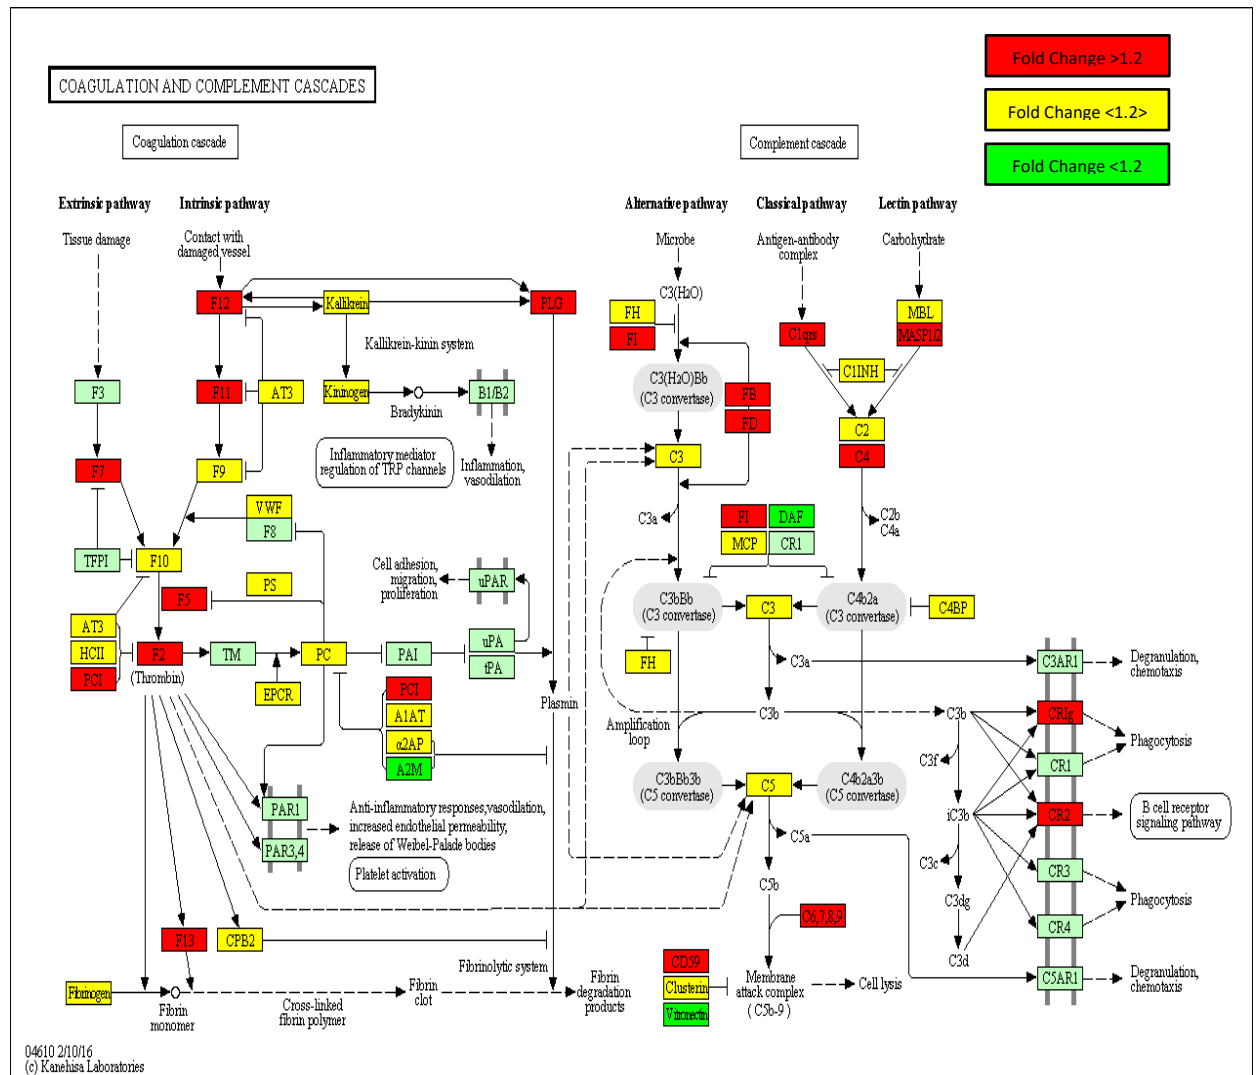 Fold Change >1.2
COAGULATION AND COMPLEMENT CASCADES
Fold Change <1.2>
Coagulation cascade
Complement cascade
Fold Change <1.2
Extrinsic pathway
Intrinsic pathway
Alternative pathway
Classical pathway
Lectin pathway
Tissue damage
Contact with
damaged vessel
Microbe
Antigen-antibody
complex
Carbohydrate
F12
Kallikrein
PLG
C3(H2O)
FH
FI
C1qrs
MBL
MASP1/2
Kallikrein-kinin system
F3
F11
AT3
Kininogen
Bradykinin
B1/B2
C3(H2O)Bb
(C3 convertase)
FB
FD
C1INH
C2
C4
Inflammatory mediator
regulation of TRP channels
Inflammation,
vasodilation
F7
F9
C3
VWF
F8
C3a
FI
DAF
MCP
CR1
C2b
C4a
TFPI
F10
PS
F5
Cell adhesion,
migration,
proliferation
uPAR
C3bBb
(C3 convertase)
C3
C4b2a
(C3 convertase)
C4BP
AT3
HCII
PCI
F2
(Thrombin)
TM
PC
PAI
uPA
tPA
FH
EPCR
C3a
C3AR1
Degranulation,
chemotaxis
PCI
A1AT
α2AP
A2M
Plasmin
Amplification
loop
C3b
C3b
CRIg
Phagocytosis
C3f
CR1
C3bBb3b
(C5 convertase)
C5
C4b2a3b
(C5 convertase)
PAR1
PAR3,4
Anti-inflammatory responses,vasodilation,
increased endothelial permeability,
release of Weibel-Palade bodies
Platelet activation
iC3b
CR2
B cell receptor
signaling pathway
C5a
C3c
CR3
C5b
C3dg
Phagocytosis
C6,7,8,9
CR4
F13
CPB2
C3d
Fibrinolytic system
CD59
Clusterin
Vitronectin
Membrane
attack complex
( C5b-9 )
Cell lysis
C5AR1
Degranulation,
chemotaxis
Fibrinogen
Fibrin
monomer
Cross-linked
fibrin polymer
Fibrin
clot
Fibrin
degradation
products
04610 2/10/16
(c) Kanehisa Laboratories